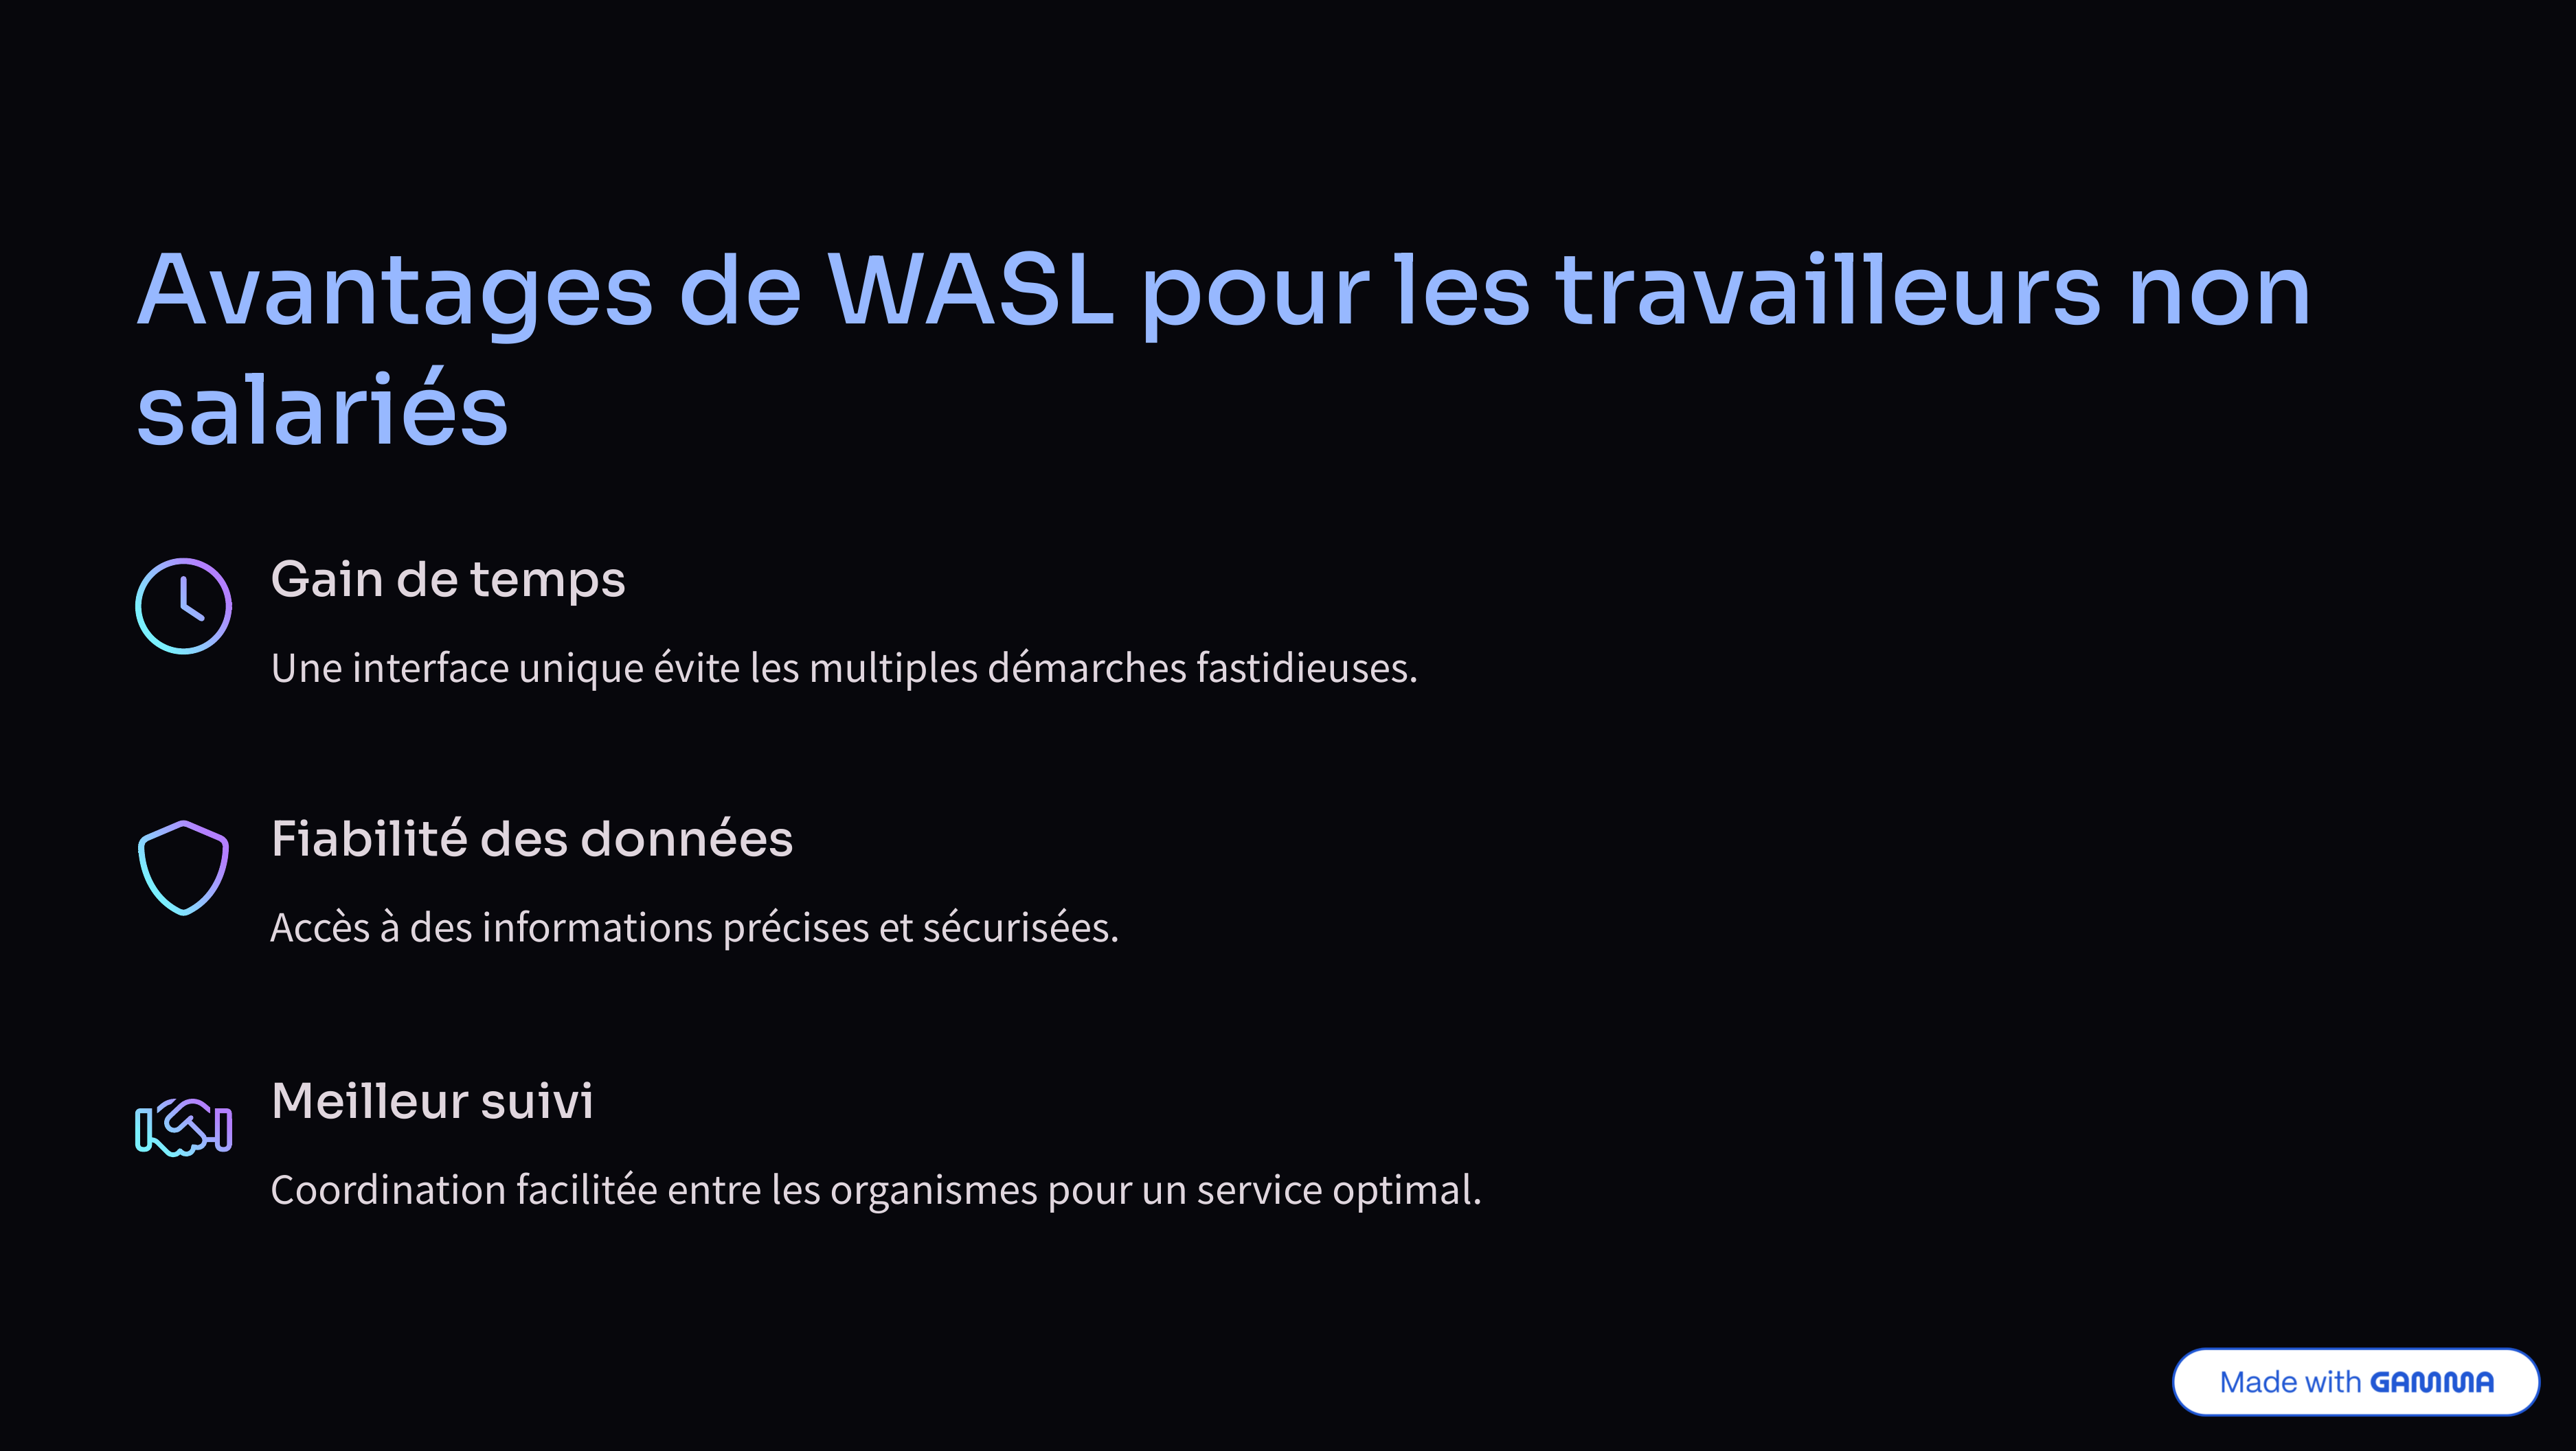 Avantages de WASL pour les travailleurs non
salariés
Gain de temps
Une interface unique évite les multiples démarches fastidieuses.
Fiabilité des données
Accès à des informations précises et sécurisées.
Meilleur suivi
Coordination facilitée entre les organismes pour un service optimal.
Made with GAMMA